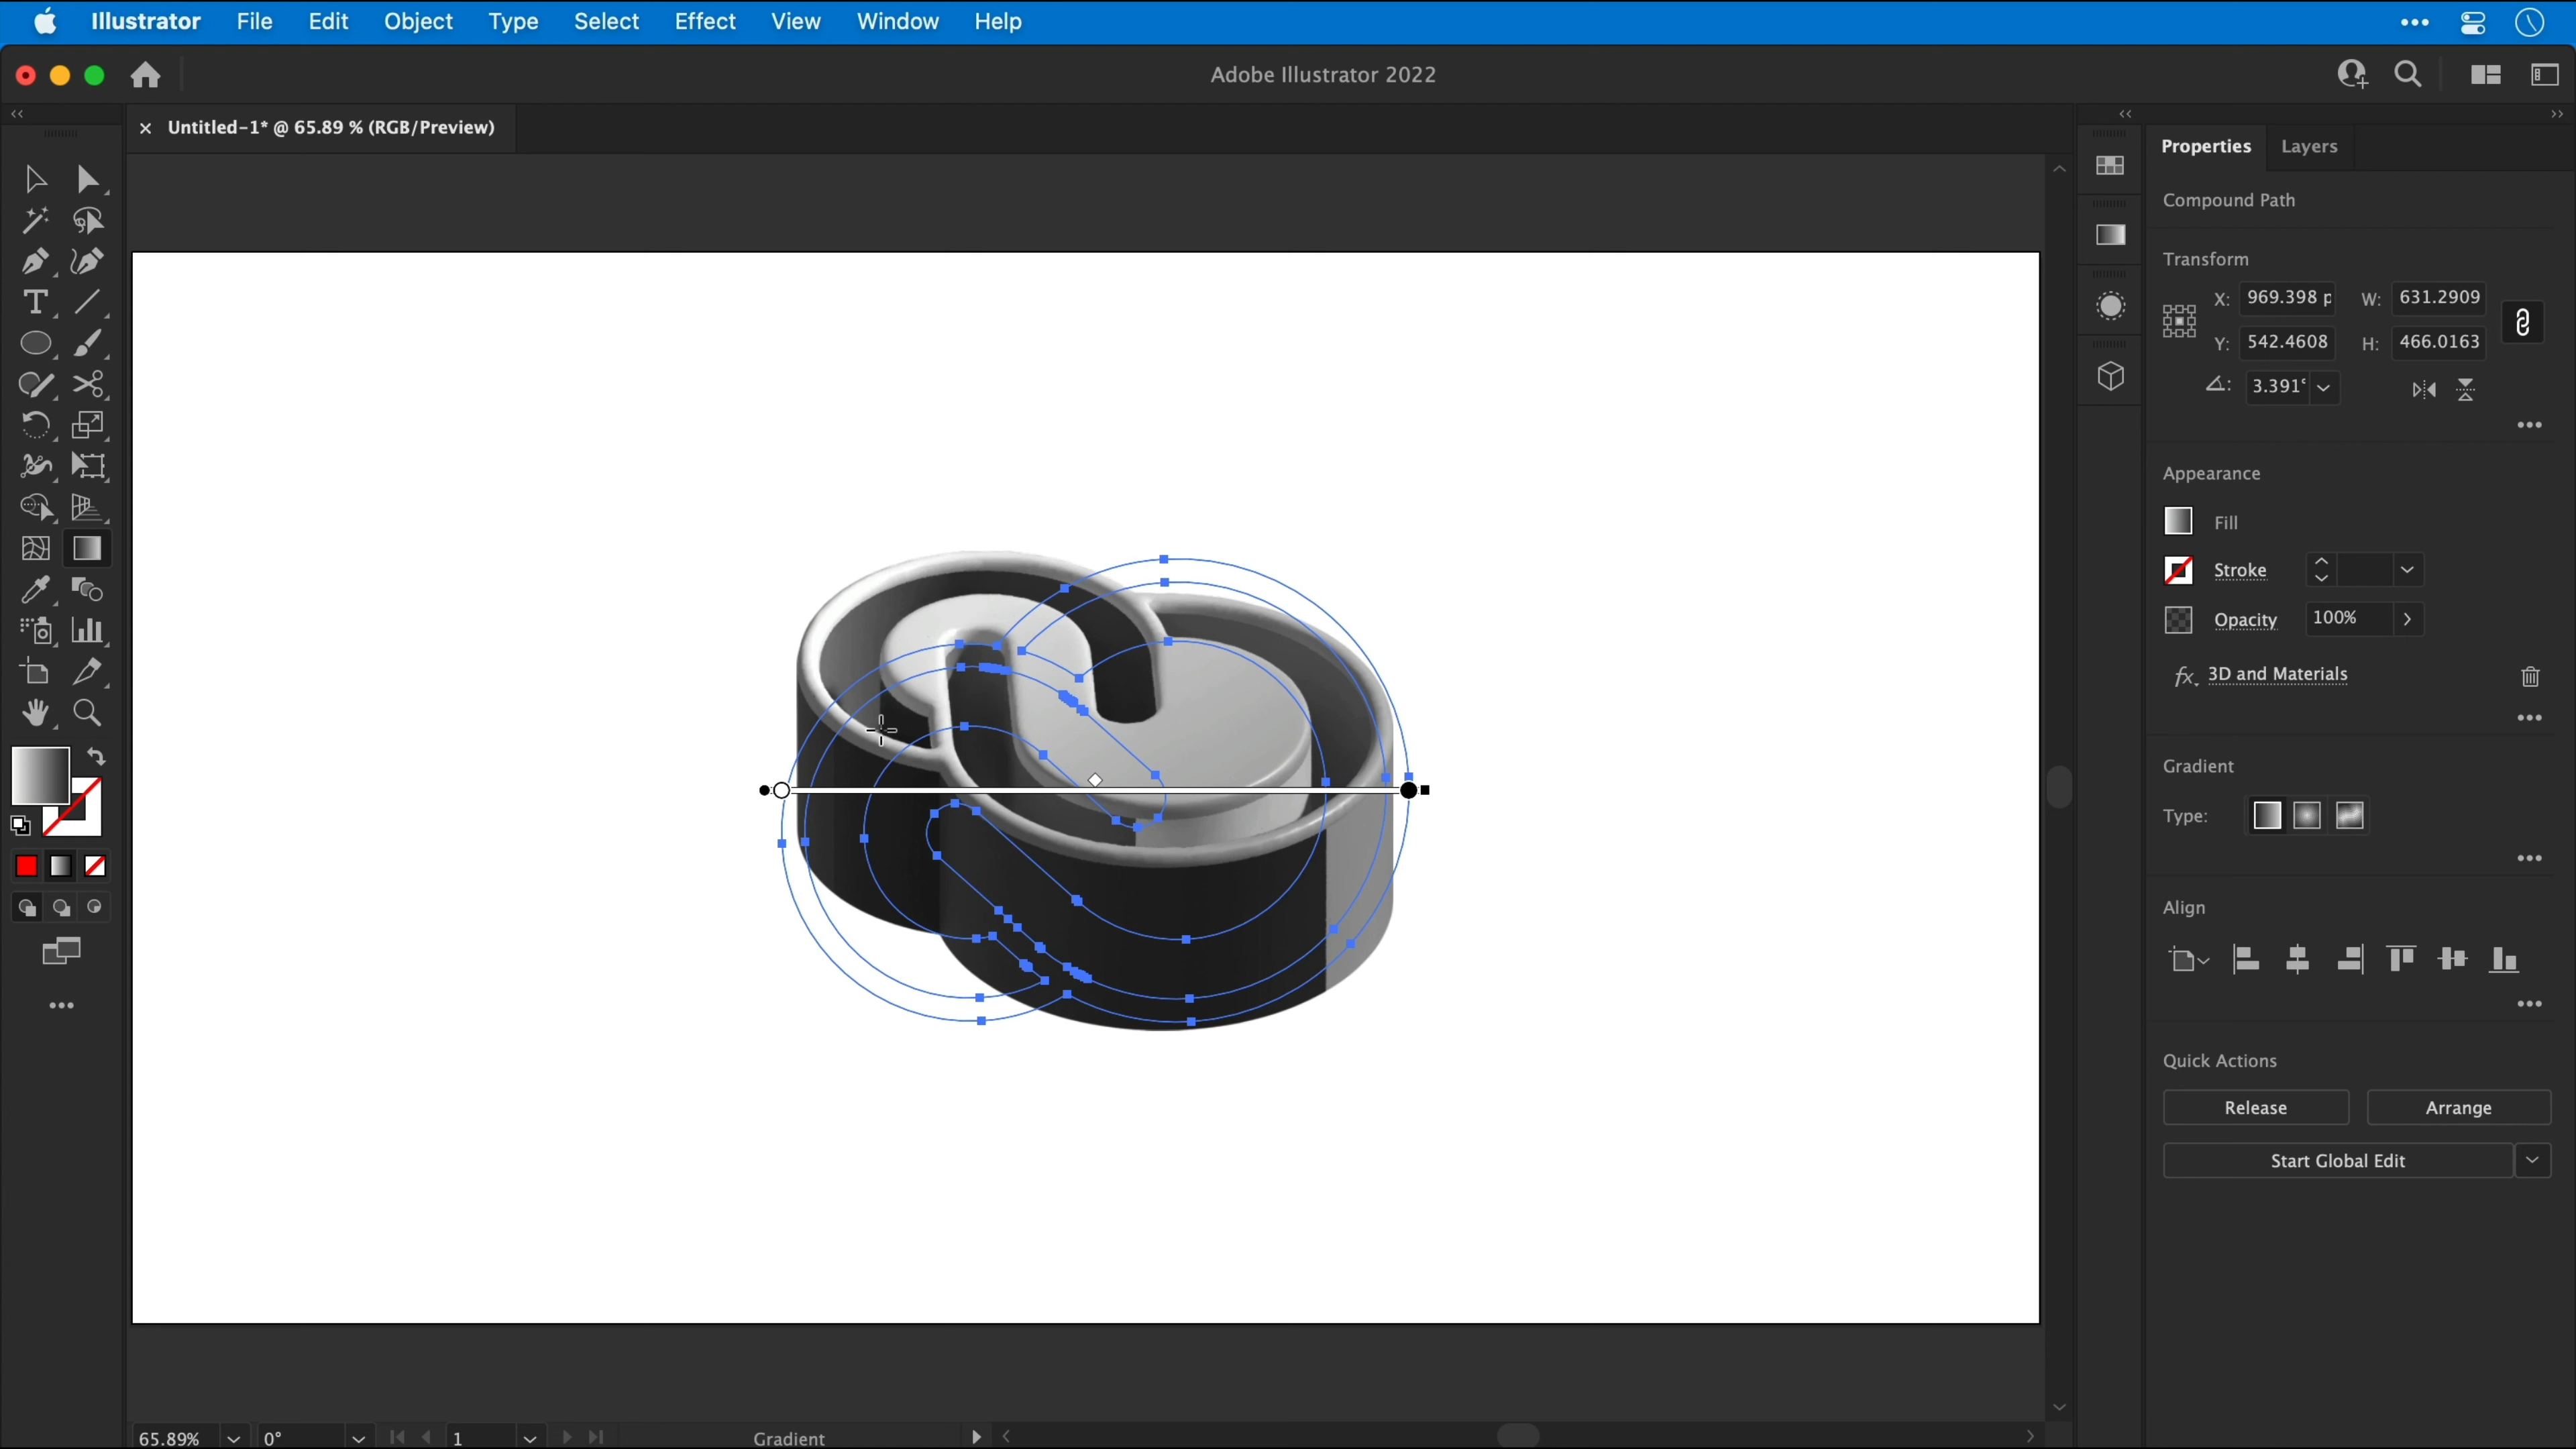 Illustrator File Edit Object Type Select Effect View Window Help
Adobe Illustrator 2022
Untitled-1* @ 65.89 % (RGB/Preview)
Properties Layers
Compound Path
Transform
X: 969.398 p W: 631.2909
Y: 542.4608 H: 466.0163
3.391°
Appearance
Fill
Stroke
Opacity 100%
fx. 3D and Materials
Gradient
Type:
Align
Quick Actions
Release Arrange
Start Global Edit
65.89% 0° 1 Gradient